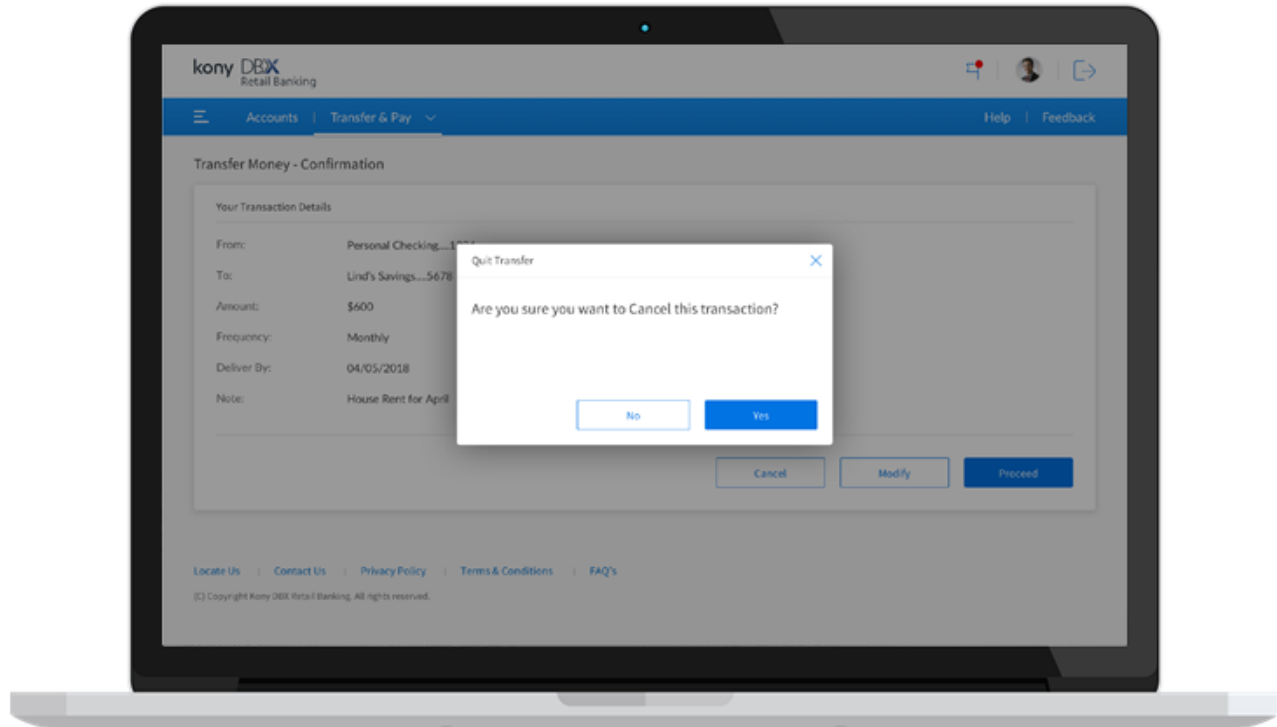 kony DBX
Retail Banking
Accounts | Transfer & Pay
Help | Feedback
Transfer Money - Confirmation
Your Transaction Details
From: Personal Checking....1
To: Lind's Savings....5678
Amount: $600
Frequency: Monthly
Deliver By: 04/05/2018
Note: House Rent for April
Quit Transfer
Are you sure you want to Cancel this transaction?
No Yes
Cancel Modify Proceed
Locate Us | Contact Us | Privacy Policy | Terms & Conditions | FAQ's
(C) Copyright Kony DBX Retail Banking. All rights reserved.